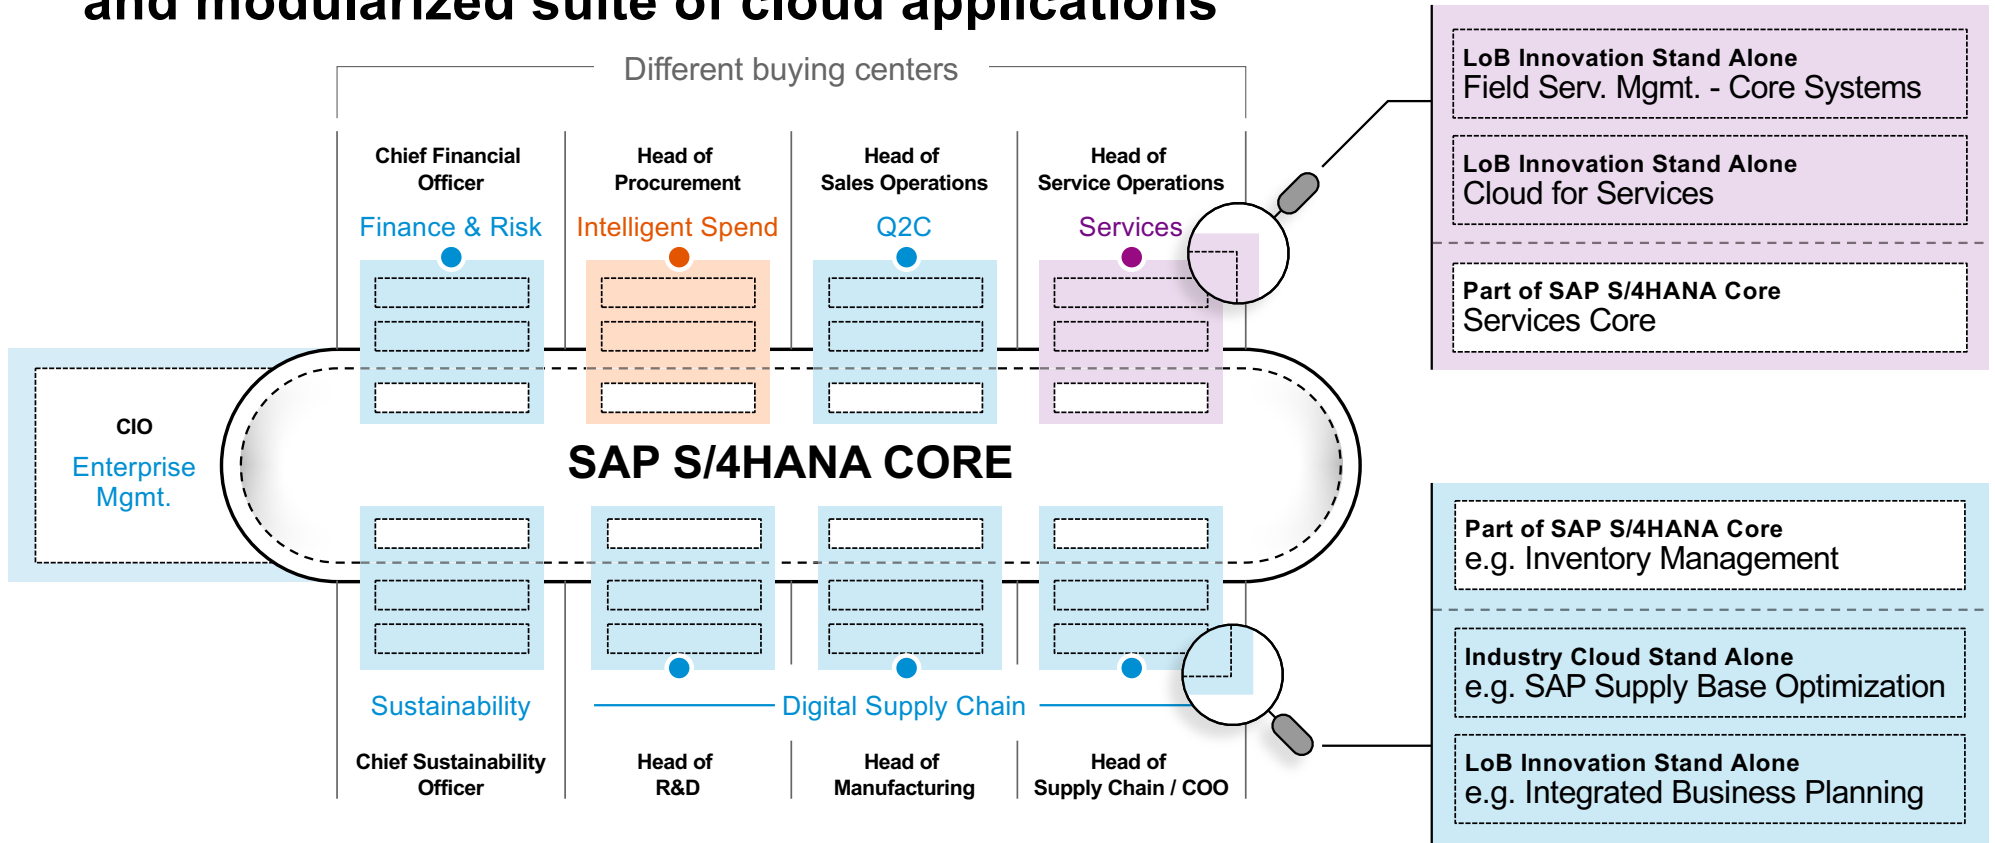 and modularized suite of cloud applications
Different buying centers
Chief Financial
Officer
Finance & Risk
Head of
Procurement
Intelligent Spend
Head of
Sales Operations
Q2C
Head of
Service Operations
Services
CIO
Enterprise
Mgmt.
SAP S/4HANA CORE
Sustainability
Digital Supply Chain
Chief Sustainability
Officer
Head of
R&D
Head of
Manufacturing
Head of
Supply Chain / COO
LoB Innovation Stand Alone
Field Serv. Mgmt. - Core Systems
LoB Innovation Stand Alone
Cloud for Services
Part of SAP S/4HANA Core
Services Core
Part of SAP S/4HANA Core
e.g. Inventory Management
Industry Cloud Stand Alone
e.g. SAP Supply Base Optimization
LoB Innovation Stand Alone
e.g. Integrated Business Planning